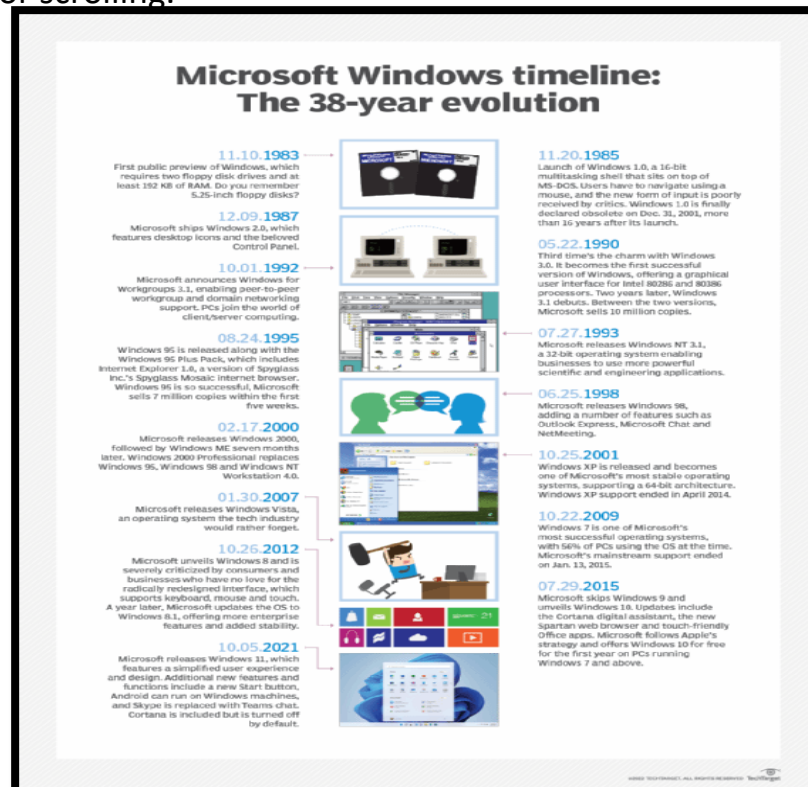 or scrolling.
Microsoft Windows timeline:
The 38-year evolution
11.10.1983
First public preview of Windows, which
requires two floppy disk drives and at
least 192 KB of RAM. Do you remember
5.25-inch floppy disks?
11.20.1985
Launch of Windows 1.0, a 16-bit
multitasking shell that sits on top of
MS-DOS. Users have to navigate using a
mouse, and the new form of input is poorly
received by critics. Windows 1.0 is finally
declared obsolete on Dec. 31, 2001, more
than 16 years after its launch.
12.09.1987
Microsoft ships Windows 2.0, which
features desktop icons and the beloved
Control Panel.
05.22.1990
Third time's the charm with Windows
3.0. It becomes the first successful
version of Windows, offering a graphical
user interface for Intel 80286 and 80386
processors. Two years later, Windows
3.1 debuts. Between the two versions,
Microsoft sells 10 million copies.
10.01.1992
Microsoft announces Windows for
Workgroups 3.1, enabling peer-to-peer
workgroup and domain networking
support. PCs join the world of
client/server computing.
07.27.1993
Microsoft releases Windows NT 3.1,
a 32-bit operating system enabling
businesses to use more powerful
scientific and engineering applications.
08.24.1995
Windows 95 is released along with the
Windows 95 Plus Pack, which includes
Internet Explorer 1.0, a version of Spyglass
Inc.'s Spyglass Mosaic internet browser.
Windows 95 is so successful, Microsoft
sells 7 million copies within the first
five weeks.
06.25.1998
Microsoft releases Windows 98,
adding a number of features such as
Outlook Express, Microsoft Chat and
NetMeeting.
02.17.2000
Microsoft releases Windows 2000,
followed by Windows ME seven months
later. Windows 2000 Professional replaces
Windows 95, Windows 98 and Windows NT
Workstation 4.0.
10.25.2001
Windows XP is released and becomes
one of Microsoft's most stable operating
systems, supporting a 64-bit architecture.
Windows XP support ended in April 2014.
01.30.2007
Microsoft releases Windows Vista,
an operating system the tech industry
would rather forget.
10.22.2009
Windows 7 is one of Microsoft's
most successful operating systems,
with 56% of PCs using the OS at the time.
Microsoft's mainstream support ended
on Jan. 13, 2015.
10.26.2012
Microsoft unveils Windows 8 and is
severely criticized by consumers and
businesses who have no love for the
radically redesigned interface, which
supports keyboard, mouse and touch.
A year later, Microsoft updates the OS to
Windows 8.1, offering more enterprise
features and added stability.
07.29.2015
Microsoft skips Windows 9 and
unveils Windows 10. Updates include
the Cortana digital assistant, the new
Spartan web browser and touch-friendly
Office apps. Microsoft follows Apple's
strategy and offers Windows 10 for free
for the first year on PCs running
Windows 7 and above.
10.05.2021
Microsoft releases Windows 11, which
features a simplified user experience
and design. Additional new features and
functions include a new Start button,
Android can run on Windows machines,
and Skype is replaced with Teams chat.
Cortana is included but is turned off
by default.
MICROSOFT
MICROSOFT
21
TECHTARGET. ALL RIGHTS RESERVED TechTarget